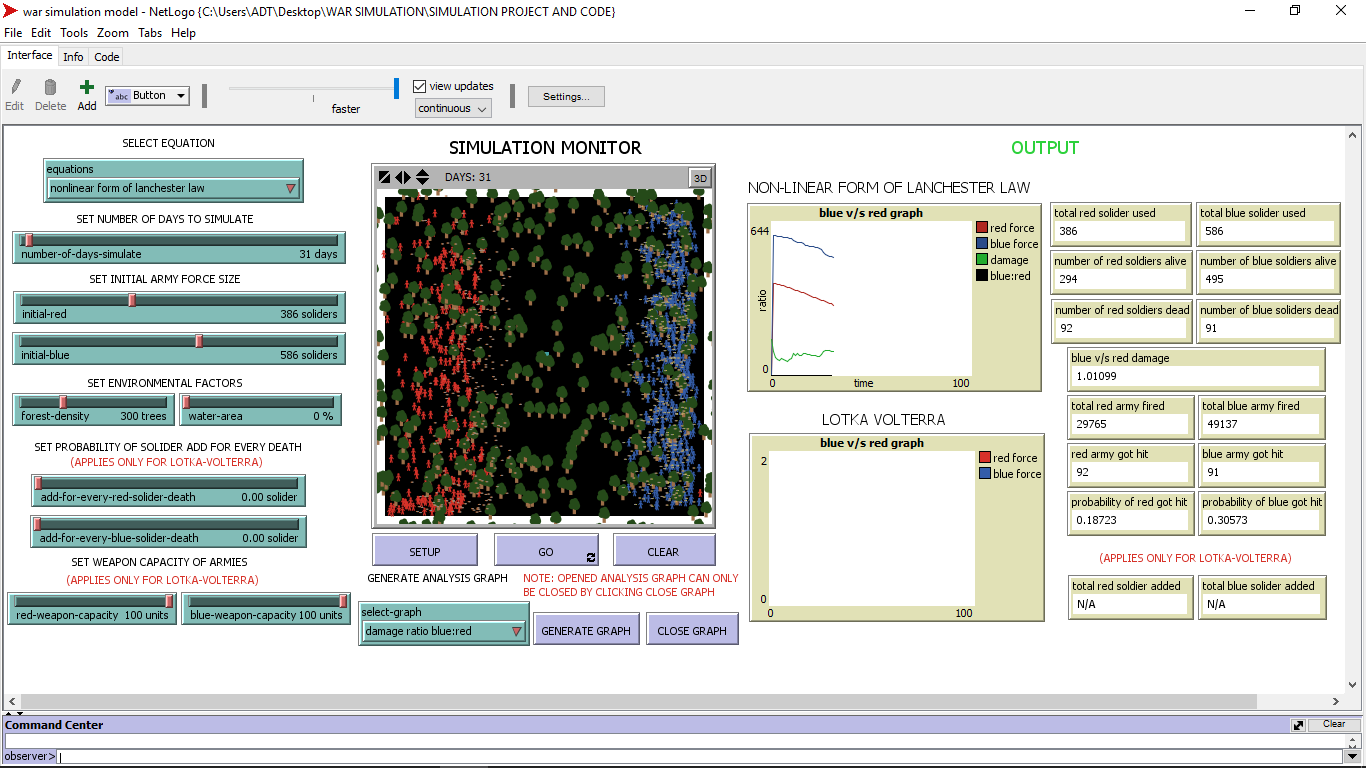 war simulation model - NetLogo {C:\Users\ADT\Desktop\WAR SIMULATION\SIMULATION PROJECT AND CODE}
File Edit Tools Zoom Tabs Help
Interface Info Code
Edit Delete Add abc Button faster view updates continuous Settings...
SELECT EQUATION
equations
nonlinear form of lanchester law
SET NUMBER OF DAYS TO SIMULATE
number-of-days-simulate 31 days
SET INITIAL ARMY FORCE SIZE
initial-red 386 soliders
initial-blue 586 soliders
SET ENVIRONMENTAL FACTORS
forest-density 300 trees
water-area 0 %
SET PROBABILITY OF SOLIDER ADD FOR EVERY DEATH
(APPLIES ONLY FOR LOTKA-VOLTERRA)
add-for-every-red-solider-death 0.00 solider
add-for-every-blue-solider-death 0.00 solider
SET WEAPON CAPACITY OF ARMIES
(APPLIES ONLY FOR LOTKA-VOLTERRA)
red-weapon-capacity 100 units
blue-weapon-capacity 100 units
SIMULATION MONITOR
DAYS: 31 3D
SETUP GO CLEAR
GENERATE ANALYSIS GRAPH
NOTE: OPENED ANALYSIS GRAPH CAN ONLY
BE CLOSED BY CLICKING CLOSE GRAPH
select-graph
damage ratio blue:red
GENERATE GRAPH CLOSE GRAPH
OUTPUT
NON-LINEAR FORM OF LANCHESTER LAW
blue v/s red graph
644
ratio
0
0 time 100
red force
blue force
damage
blue:red
LOTKA VOLTERRA
blue v/s red graph
2
0
0 100
red force
blue force
total red solider used
386
total blue solider used
586
number of red soldiers alive
294
number of blue soldiers alive
495
number of red soldiers dead
92
number of blue soldiers dead
91
blue v/s red damage
1.01099
total red army fired
29765
total blue army fired
49137
red army got hit
92
blue army got hit
91
probability of red got hit
0.18723
probability of blue got hit
0.30573
(APPLIES ONLY FOR LOTKA-VOLTERRA)
total red soldier added
N/A
total blue solider added
N/A
Command Center Clear
observer>